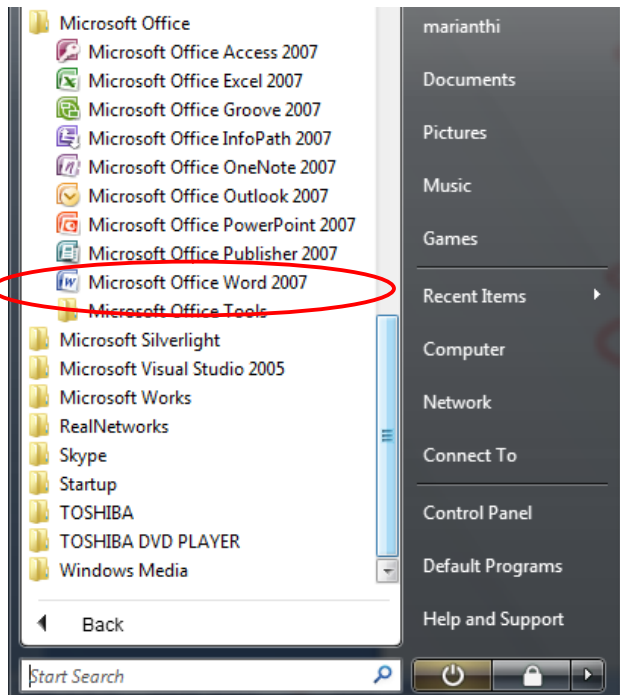 Microsoft Office
Microsoft Office Access 2007
Microsoft Office Excel 2007
Microsoft Office Groove 2007
Microsoft Office InfoPath 2007
Microsoft Office OneNote 2007
Microsoft Office Outlook 2007
Microsoft Office PowerPoint 2007
Microsoft Office Publisher 2007
Microsoft Office Word 2007
Microsoft Office Tools
Microsoft Silverlight
Microsoft Visual Studio 2005
Microsoft Works
RealNetworks
Skype
Startup
TOSHIBA
TOSHIBA DVD PLAYER
Windows Media
Back
Start Search
marianthi
Documents
Pictures
Music
Games
Recent Items
Computer
Network
Connect To
Control Panel
Default Programs
Help and Support